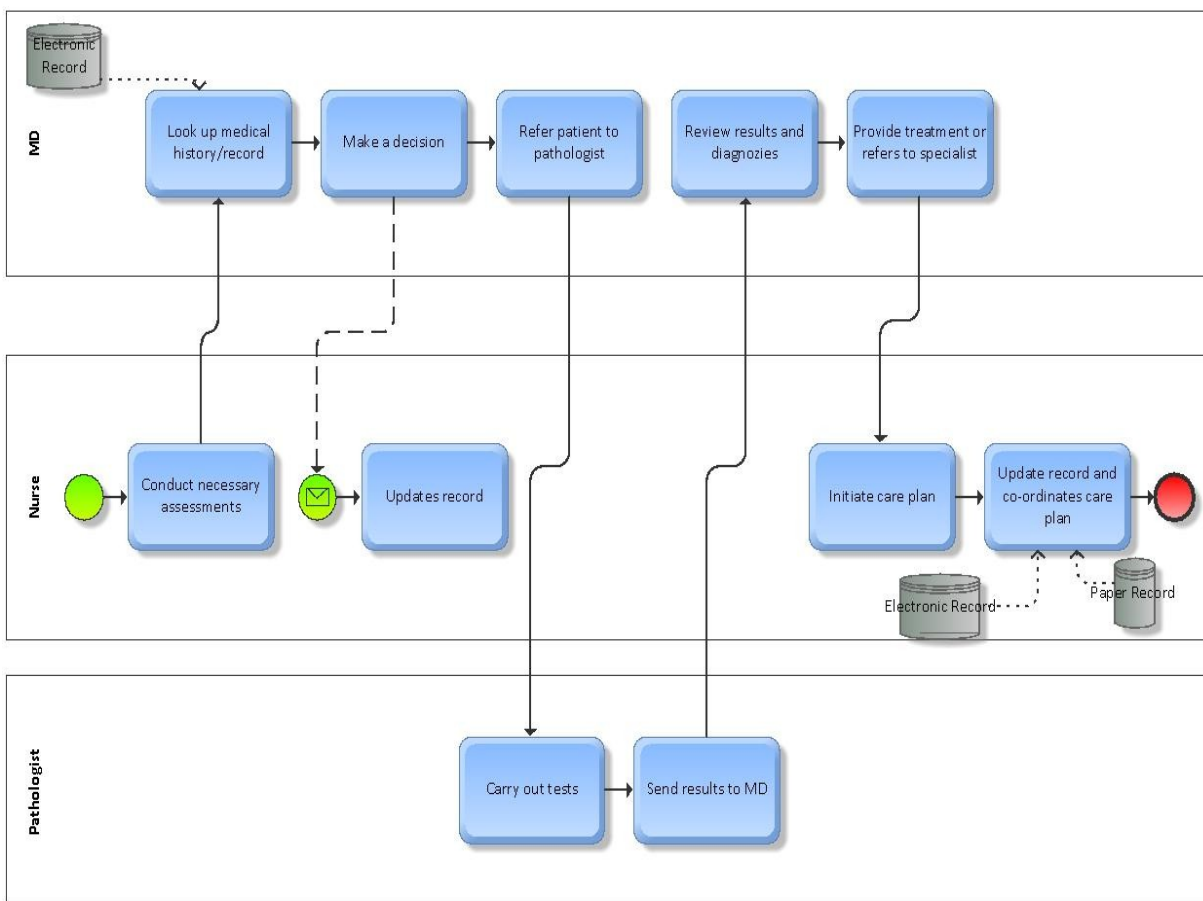 Electronic
Record
MD
Look up medical
history/record
Make a decision
Refer patient to
pathologist
Review results and
diagnozies
Provide treatment or
refers to specialist
Nurse
Conduct necessary
assessments
Updates record
Initiate care plan
Update record and
co-ordinates care
plan
Electronic Record
Paper Record
Pathologist
Carry out tests
Send results to MD